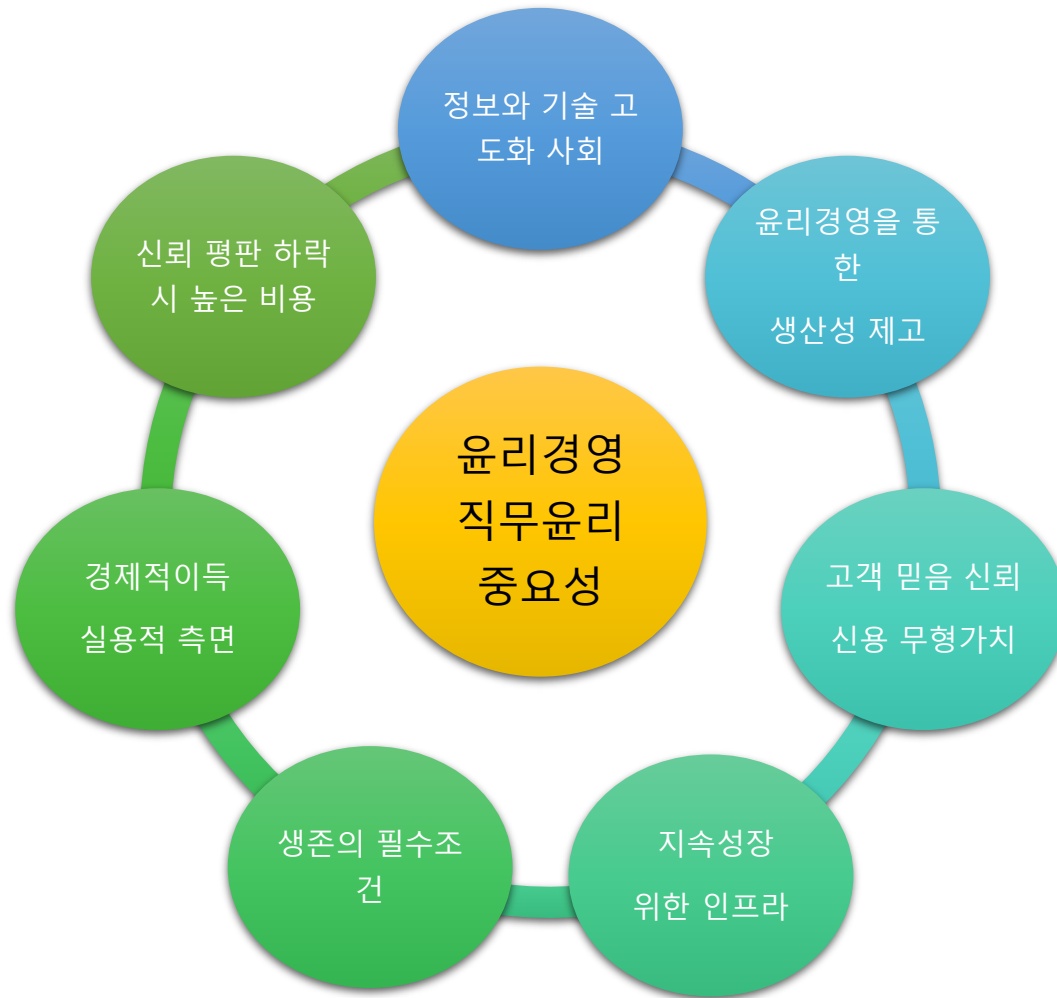 정보와 기술 고
도화 사회
윤리경영을 통
한
생산성 제고
고객 믿음 신뢰
신용 무형가치
지속성장
위한 인프라
생존의 필수조
건
경제적이득
실용적 측면
신뢰 평판 하락
시 높은 비용
윤리경영
직무윤리
중요성